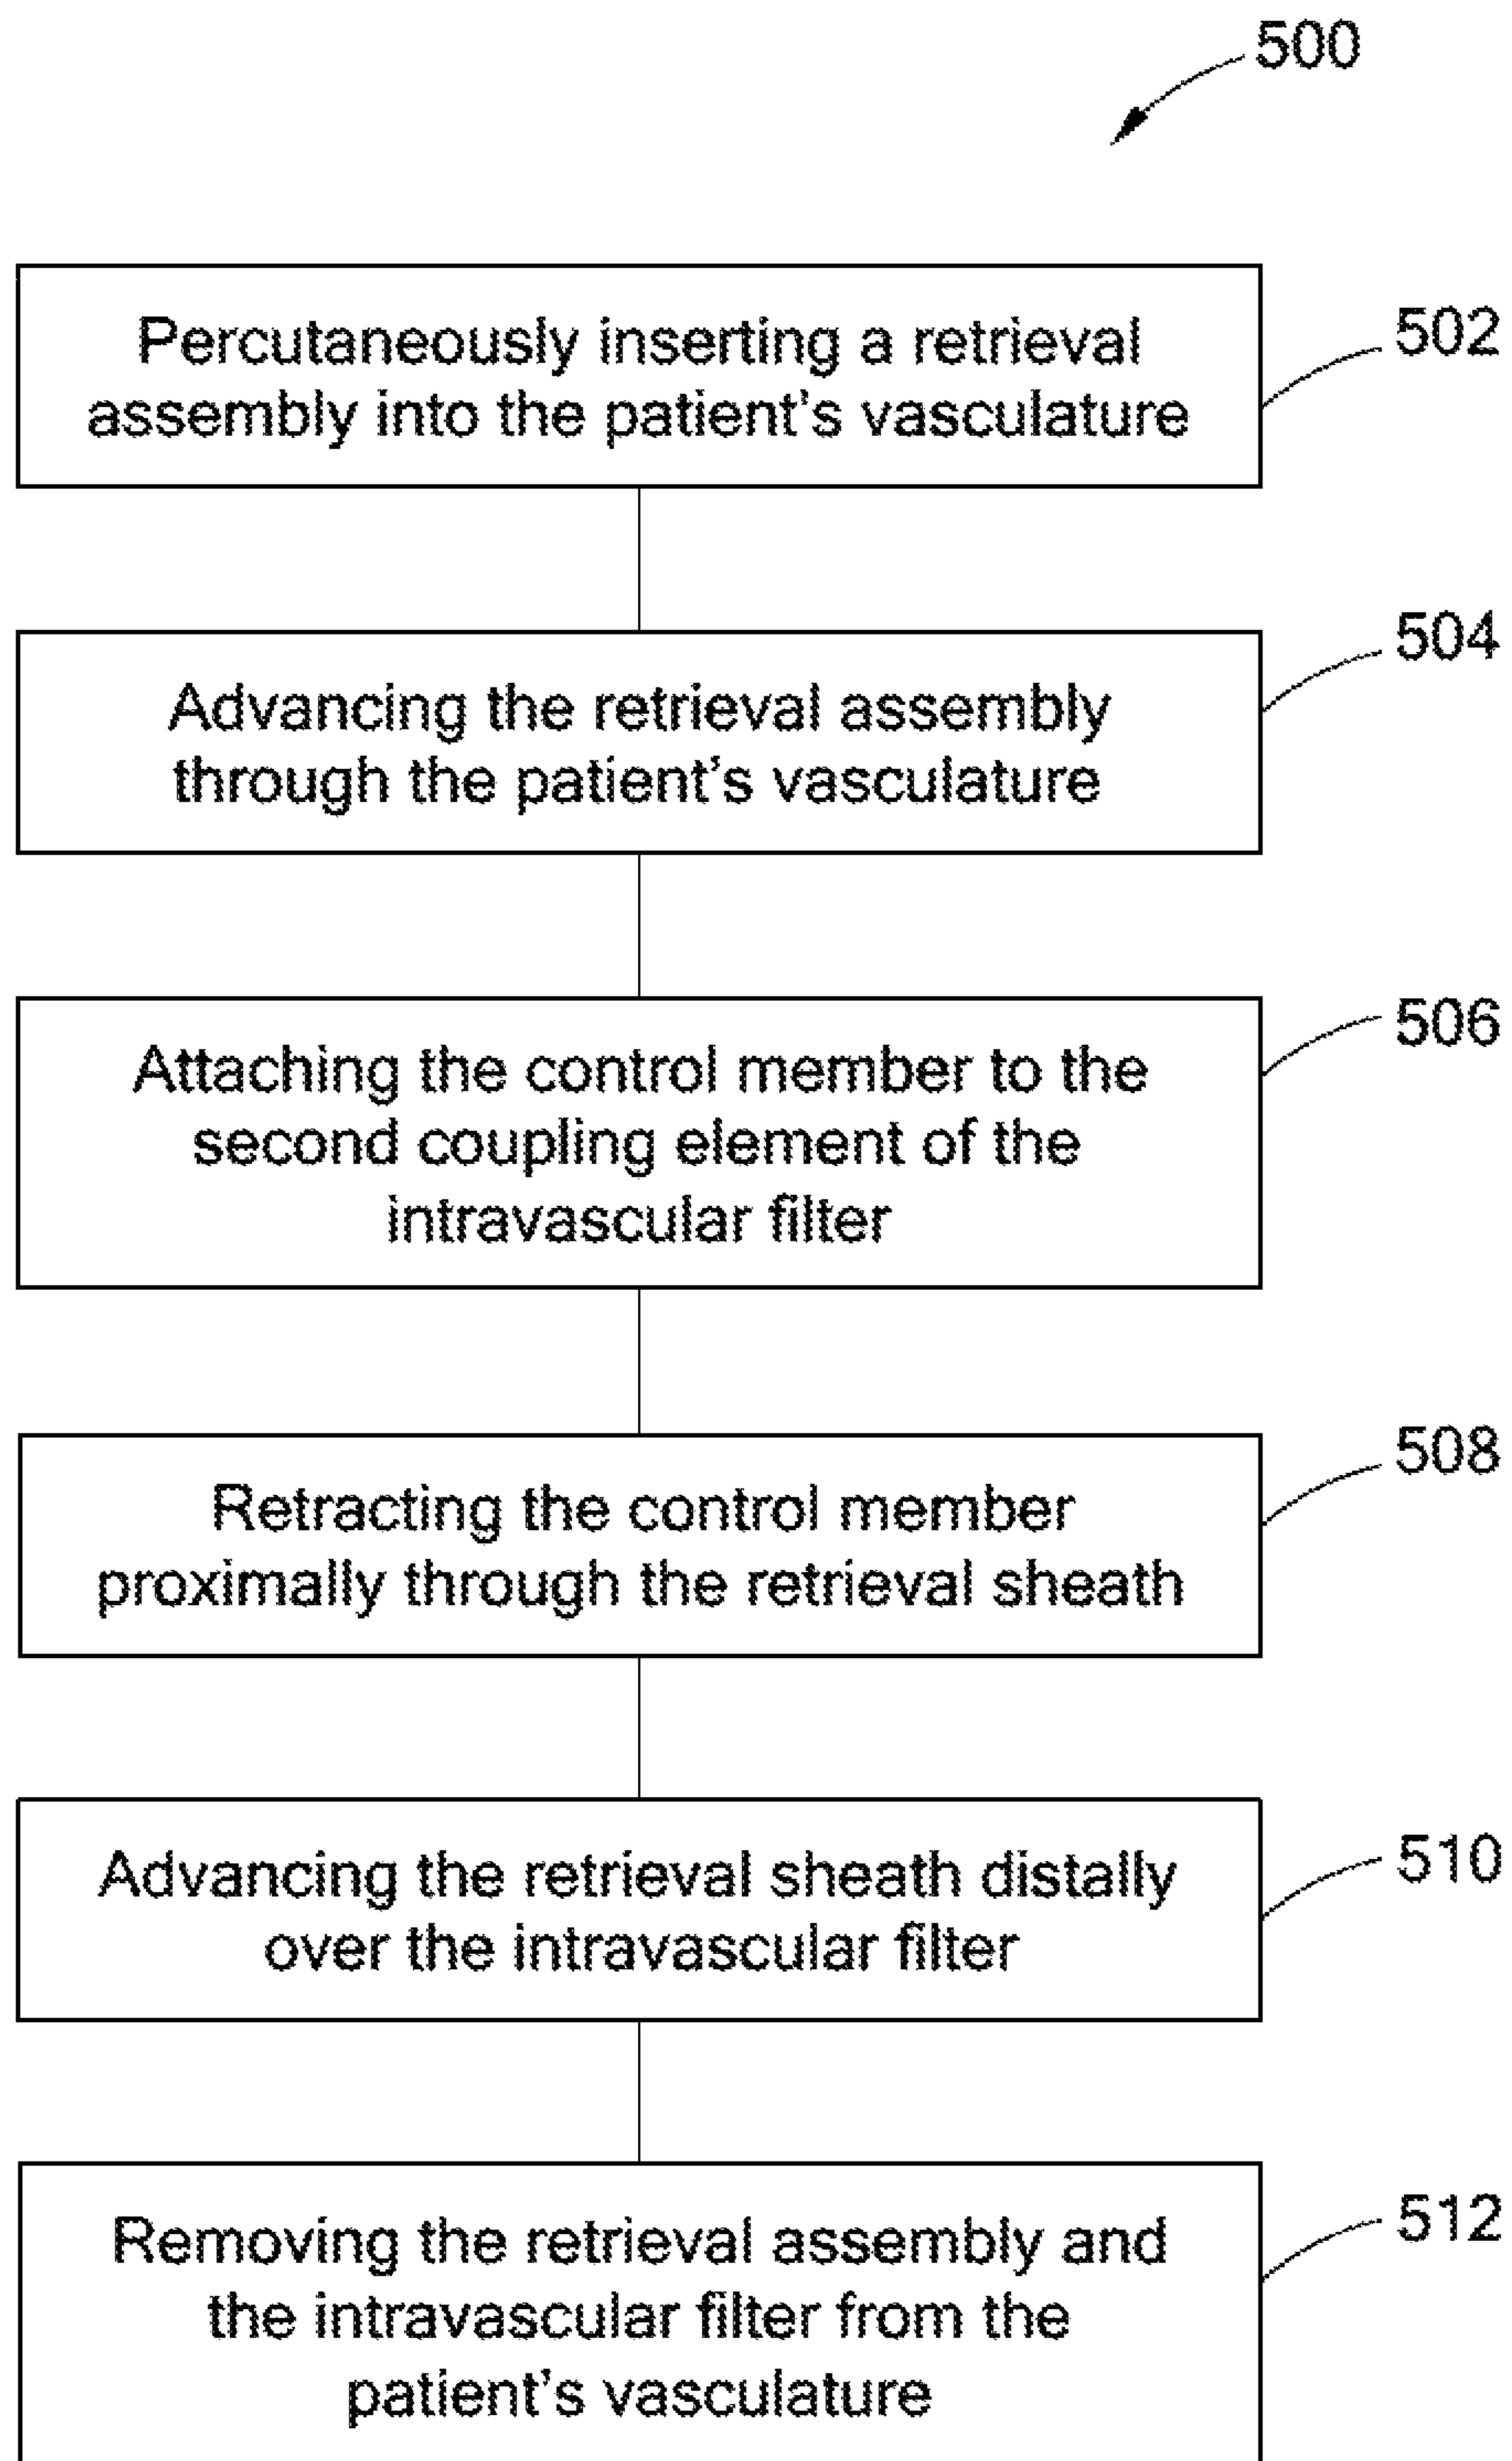 500
Percutaneously inserting a retrieval
assembly into the patient's vasculature
502
Advancing the retrieval assembly
through the patient's vasculature
504
Attaching the control member to the
second coupling element of the
intravascular filter
506
Retracting the control member
proximally through the retrieval sheath
508
Advancing the retrieval sheath distally
over the intravascular filter
510
Removing the retrieval assembly and
the intravascular filter from the
patient's vasculature
512